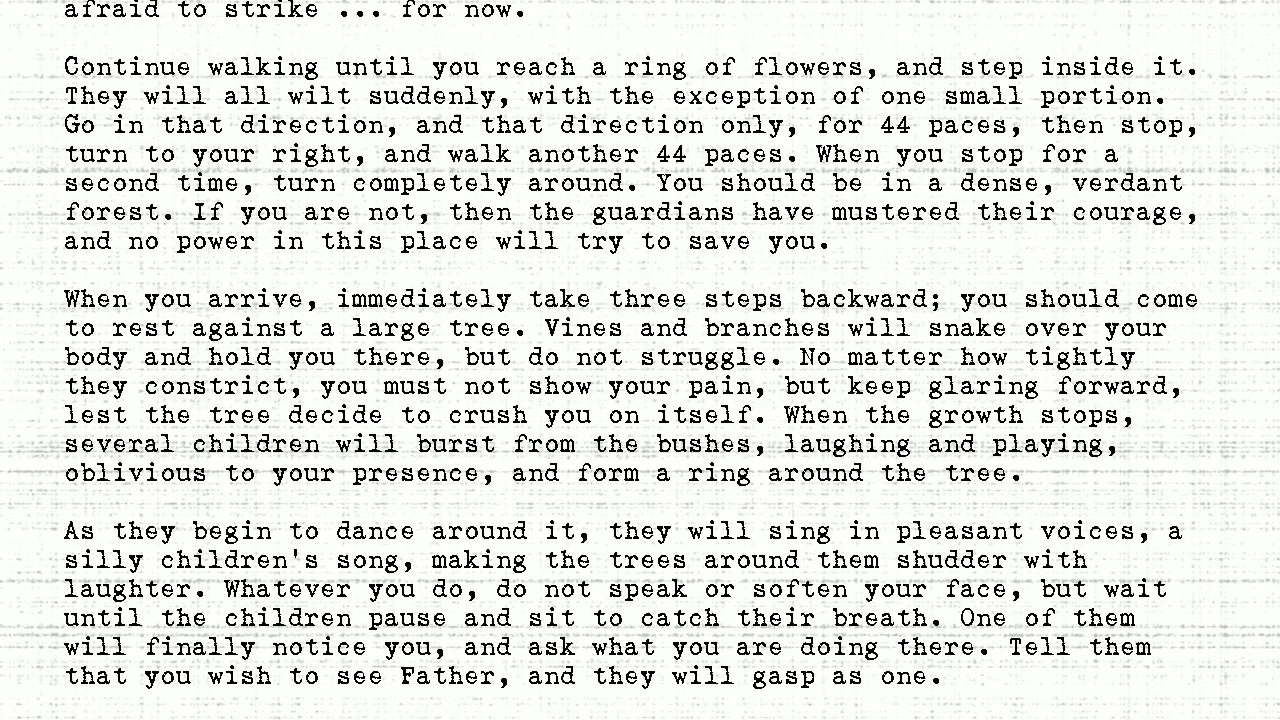 afraid to strike ... for now.
Continue walking until you reach a ring of flowers, and step inside it.
They will all wilt suddenly, with the exception of one small portion.
Go in that direction, and that direction only, for 44 paces, then stop,
turn to your right, and walk another 44 paces. When you stop for a
second time, turn completely around. You should be in a dense, verdant
forest. If you are not, then the guardians have mustered their courage,
and no power in this place will try to save you.
When you arrive, immediately take three steps backward; you should come
to rest against a large tree. Vines and branches will snake over your
body and hold you there, but do not struggle. No matter how tightly
they constrict, you must not show your pain, but keep glaring forward,
lest the tree decide to crush you on itself. When the growth stops,
several children will burst from the bushes, laughing and playing,
oblivious to your presence, and form a ring around the tree.
As they begin to dance around it, they will sing in pleasant voices, a
silly children's song, making the trees around them shudder with
laughter. Whatever you do, do not speak or soften your face, but wait
until the children pause and sit to catch their breath. One of them
will finally notice you, and ask what you are doing there. Tell them
that you wish to see Father, and they will gasp as one.